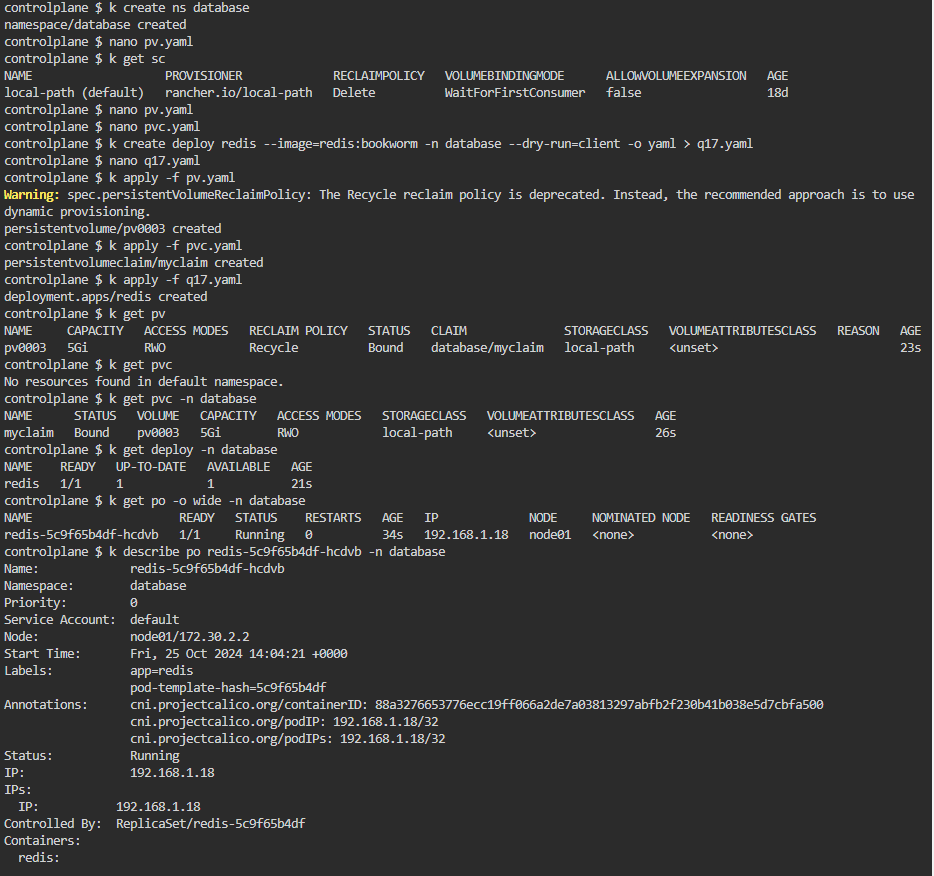 controlplane $ k create ns database
namespace/database created
controlplane $ nano pv.yaml
controlplane $ k get sc
NAME PROVISIONER RECLAIMPOLICY VOLUMEBINDINGMODE ALLOWVOLUMEEXPANSION AGE
local-path (default) rancher.io/local-path Delete WaitForFirstConsumer false 18d
controlplane $ nano pv.yaml
controlplane $ nano pvc.yaml
controlplane $ k create deploy redis --image=redis:bookworm -n database --dry-run=client -o yaml > q17.yaml
controlplane $ nano q17.yaml
controlplane $ k apply -f pv.yaml
Warning: spec.persistentVolumeReclaimPolicy: The Recycle reclaim policy is deprecated. Instead, the recommended approach is to use
dynamic provisioning.
persistentvolume/pv0003 created
controlplane $ k apply -f pvc.yaml
persistentvolumeclaim/myclaim created
controlplane $ k apply -f q17.yaml
deployment.apps/redis created
controlplane $ k get pv
NAME CAPACITY ACCESS MODES RECLAIM POLICY STATUS CLAIM STORAGECLASS VOLUMEATTRIBUTESCLASS REASON AGE
pv0003 5Gi RWO Recycle Bound database/myclaim local-path <unset> 23s
controlplane $ k get pvc
No resources found in default namespace.
controlplane $ k get pvc -n database
NAME STATUS VOLUME CAPACITY ACCESS MODES STORAGECLASS VOLUMEATTRIBUTESCLASS AGE
myclaim Bound pv0003 5Gi RWO local-path <unset> 26s
controlplane $ k get deploy -n database
NAME READY UP-TO-DATE AVAILABLE AGE
redis 1/1 1 1 21s
controlplane $ k get po -o wide -n database
NAME READY STATUS RESTARTS AGE IP NODE NOMINATED NODE READINESS GATES
redis-5c9f65b4df-hcdvb 1/1 Running 0 34s 192.168.1.18 node01 <none> <none>
controlplane $ k describe po redis-5c9f65b4df-hcdvb -n database
Name: redis-5c9f65b4df-hcdvb
Namespace: database
Priority: 0
Service Account: default
Node: node01/172.30.2.2
Start Time: Fri, 25 Oct 2024 14:04:21 +0000
Labels: app=redis
pod-template-hash=5c9f65b4df
Annotations: cni.projectcalico.org/containerID: 88a3276653776ecc19ff066a2de7a03813297abfb2f230b41b038e5d7cbfa500
cni.projectcalico.org/podIP: 192.168.1.18/32
cni.projectcalico.org/podIPs: 192.168.1.18/32
Status: Running
IP: 192.168.1.18
IPs:
IP: 192.168.1.18
Controlled By: ReplicaSet/redis-5c9f65b4df
Containers:
redis: